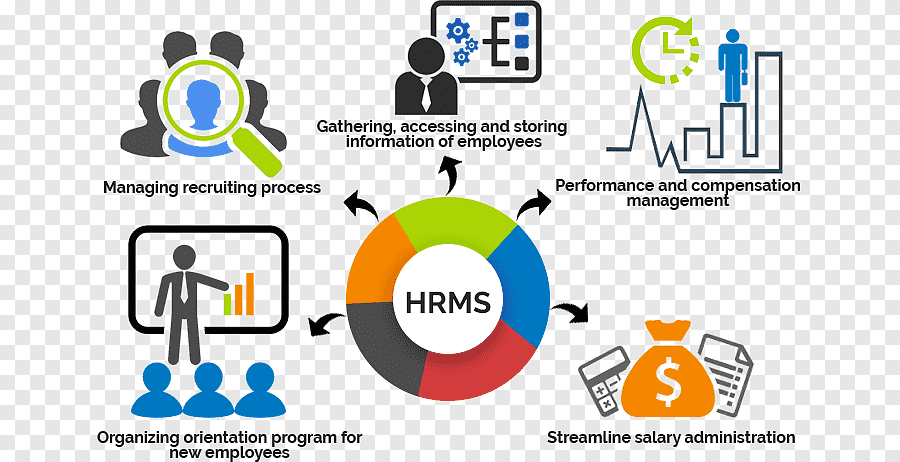 Gathering, accessing and storing
information of employees
Managing recruiting process
Performance and compensation
management
HRMS
$
Organizing orientation program for
new employees
Streamline salary administration